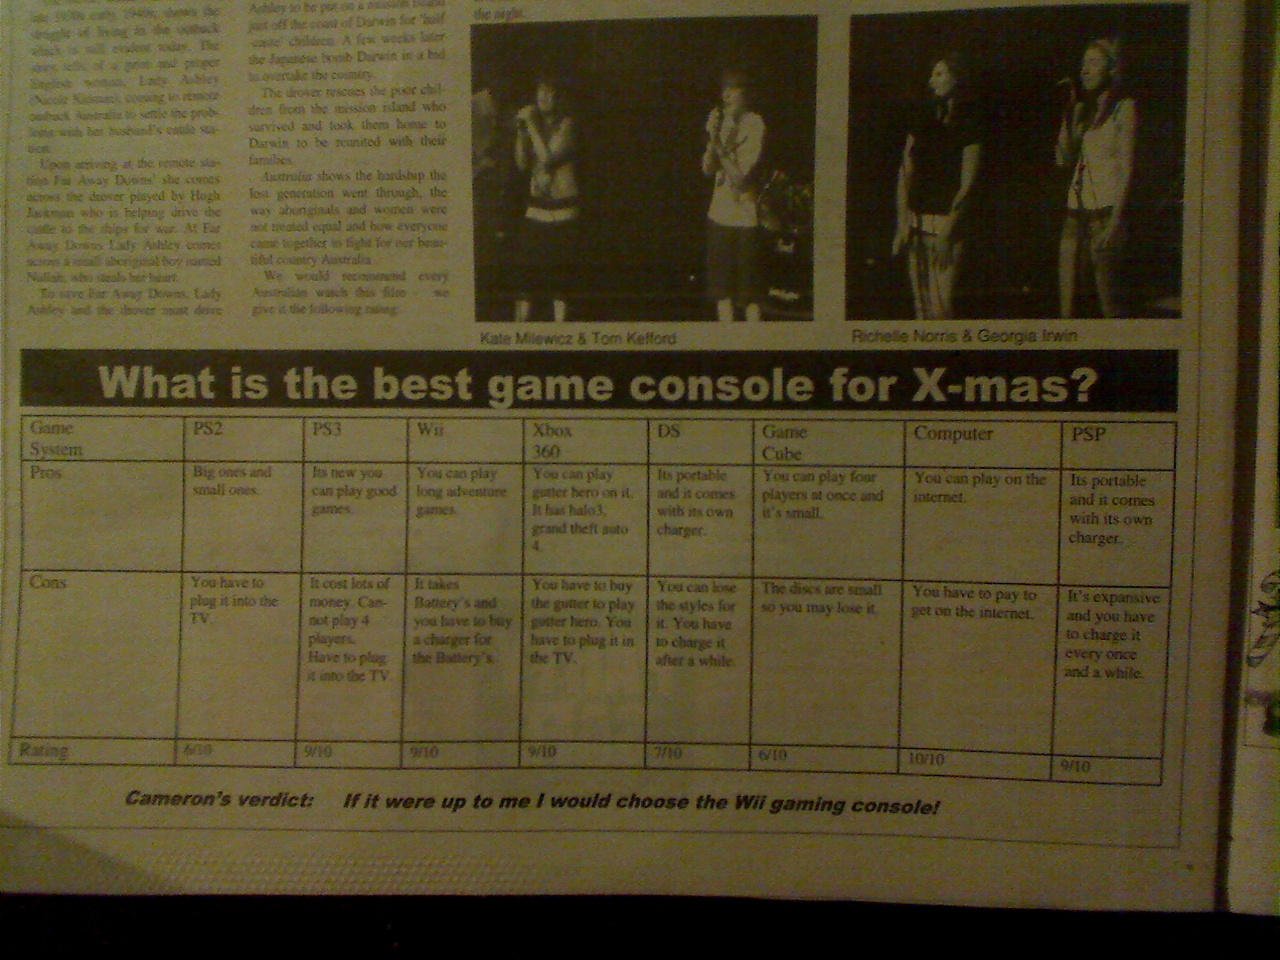 late 1930s early 1940s, shows the
struggle of living in the outback
which is still evident today. The
story tells of a prim and proper
English woman, Lady Ashley
(Nicole Kidman), coming to remote
outback Australia to settle the prob-
lems with her husband's cattle sta-
tion.
Upon arriving at the remote sta-
tion Far Away Downs' she comes
across the drover played by Hugh
Jackman who is helping drive the
cattle to the ships for war. At Far
Away Downs Lady Ashley comes
across a small aboriginal boy named
Nullah, who steals her heart.
To save Far Away Downs, Lady
Ashley and the drover must drive
Ashley to be put on a mission island
just off the coast of Darwin for 'half
caste' children. A few weeks later
the Japanese bomb Darwin in a bid
to overtake the country.
The drover rescues the poor chil-
dren from the mission island who
survived and took them home to
Darwin to be reunited with their
families.
Australia shows the hardship the
lost generation went through, the
way aboriginals and women were
not treated equal and how everyone
came together to fight for our beau-
tiful country Australia.
We would recommend every
Australian watch this film - we
give it the following rating:
the night.
Kate Milewicz & Tom Kefford
Richelle Norris & Georgia Irwin
What is the best game console for X-mas?
Game System PS2 PS3 Wii Xbox 360 DS Game Cube Computer PSP
Pros
Big ones and
small ones.
Its new you
can play good
games.
You can play
long adventure
games.
You can play
gutter hero on it.
It has halo3,
grand theft auto
4.
Its portable
and it comes
with its own
charger.
You can play four
players at once and
it's small.
You can play on the
internet.
Its portable
and it comes
with its own
charger.
Cons
You have to
plug it into the
TV.
It cost lots of
money. Can-
not play 4
players.
Have to plug
it into the TV.
It takes
Battery's and
you have to buy
a charger for
the Battery's.
You have to buy
the gutter to play
gutter hero. You
have to plug it in
the TV.
You can lose
the styles for
it. You have
to charge it
after a while.
The discs are small
so you may lose it.
You have to pay to
get on the internet.
It's expansive
and you have
to charge it
every once
and a while.
Rating 6/10 9/10 9/10 9/10 7/10 6/10 10/10 9/10
Cameron's verdict: If it were up to me I would choose the Wii gaming console!